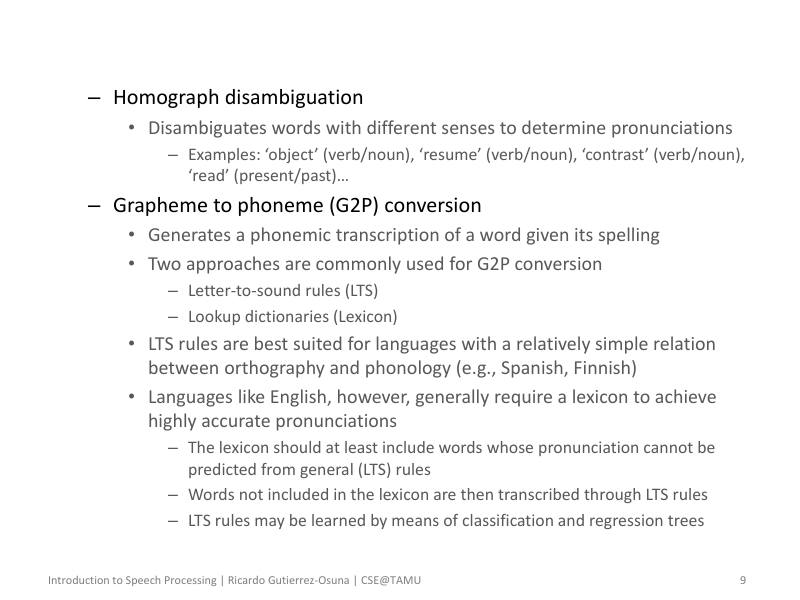 – Homograph disambiguation
• Disambiguates words with different senses to determine pronunciations
– Examples: ‘object’ (verb/noun), ‘resume’ (verb/noun), ‘contrast’ (verb/noun),
‘read’ (present/past)…
– Grapheme to phoneme (G2P) conversion
• Generates a phonemic transcription of a word given its spelling
• Two approaches are commonly used for G2P conversion
– Letter-to-sound rules (LTS)
– Lookup dictionaries (Lexicon)
• LTS rules are best suited for languages with a relatively simple relation
between orthography and phonology (e.g., Spanish, Finnish)
• Languages like English, however, generally require a lexicon to achieve
highly accurate pronunciations
– The lexicon should at least include words whose pronunciation cannot be
predicted from general (LTS) rules
– Words not included in the lexicon are then transcribed through LTS rules
– LTS rules may be learned by means of classification and regression trees
Introduction to Speech Processing | Ricardo Gutierrez-Osuna | CSE@TAMU 9